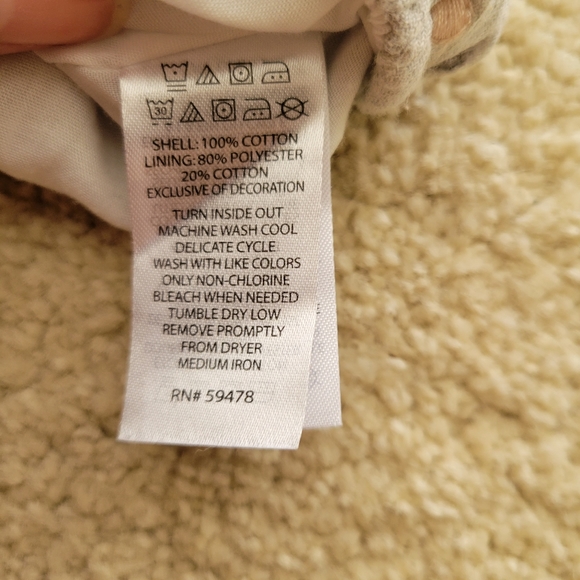 30
SHELL: 100% COTTON
LINING: 80% POLYESTER
20% COTTON
EXCLUSIVE OF DECORATION
TURN INSIDE OUT
MACHINE WASH COOL
DELICATE CYCLE
WASH WITH LIKE COLORS
ONLY NON-CHLORINE
BLEACH WHEN NEEDED
TUMBLE DRY LOW
REMOVE PROMPTLY
FROM DRYER
MEDIUM IRON
RN# 59478